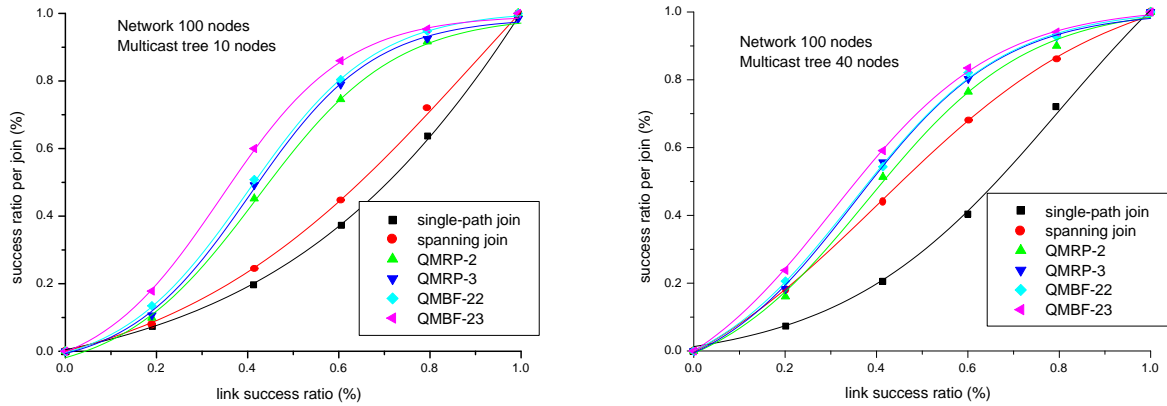 Network 100 nodes
Multicast tree 10 nodes
success ratio per join (%)
1.0
0.8
0.6
0.4
0.2
0.0
single-path join
spanning join
QMRP-2
QMRP-3
QMBF-22
QMBF-23
0.0 0.2 0.4 0.6 0.8 1.0
link success ratio (%)
Network 100 nodes
Multicast tree 40 nodes
success ratio per join (%)
1.0
0.8
0.6
0.4
0.2
0.0
single-path join
spanning join
QMRP-2
QMRP-3
QMBF-22
QMBF-23
0.0 0.2 0.4 0.6 0.8 1.0
link success ratio (%)